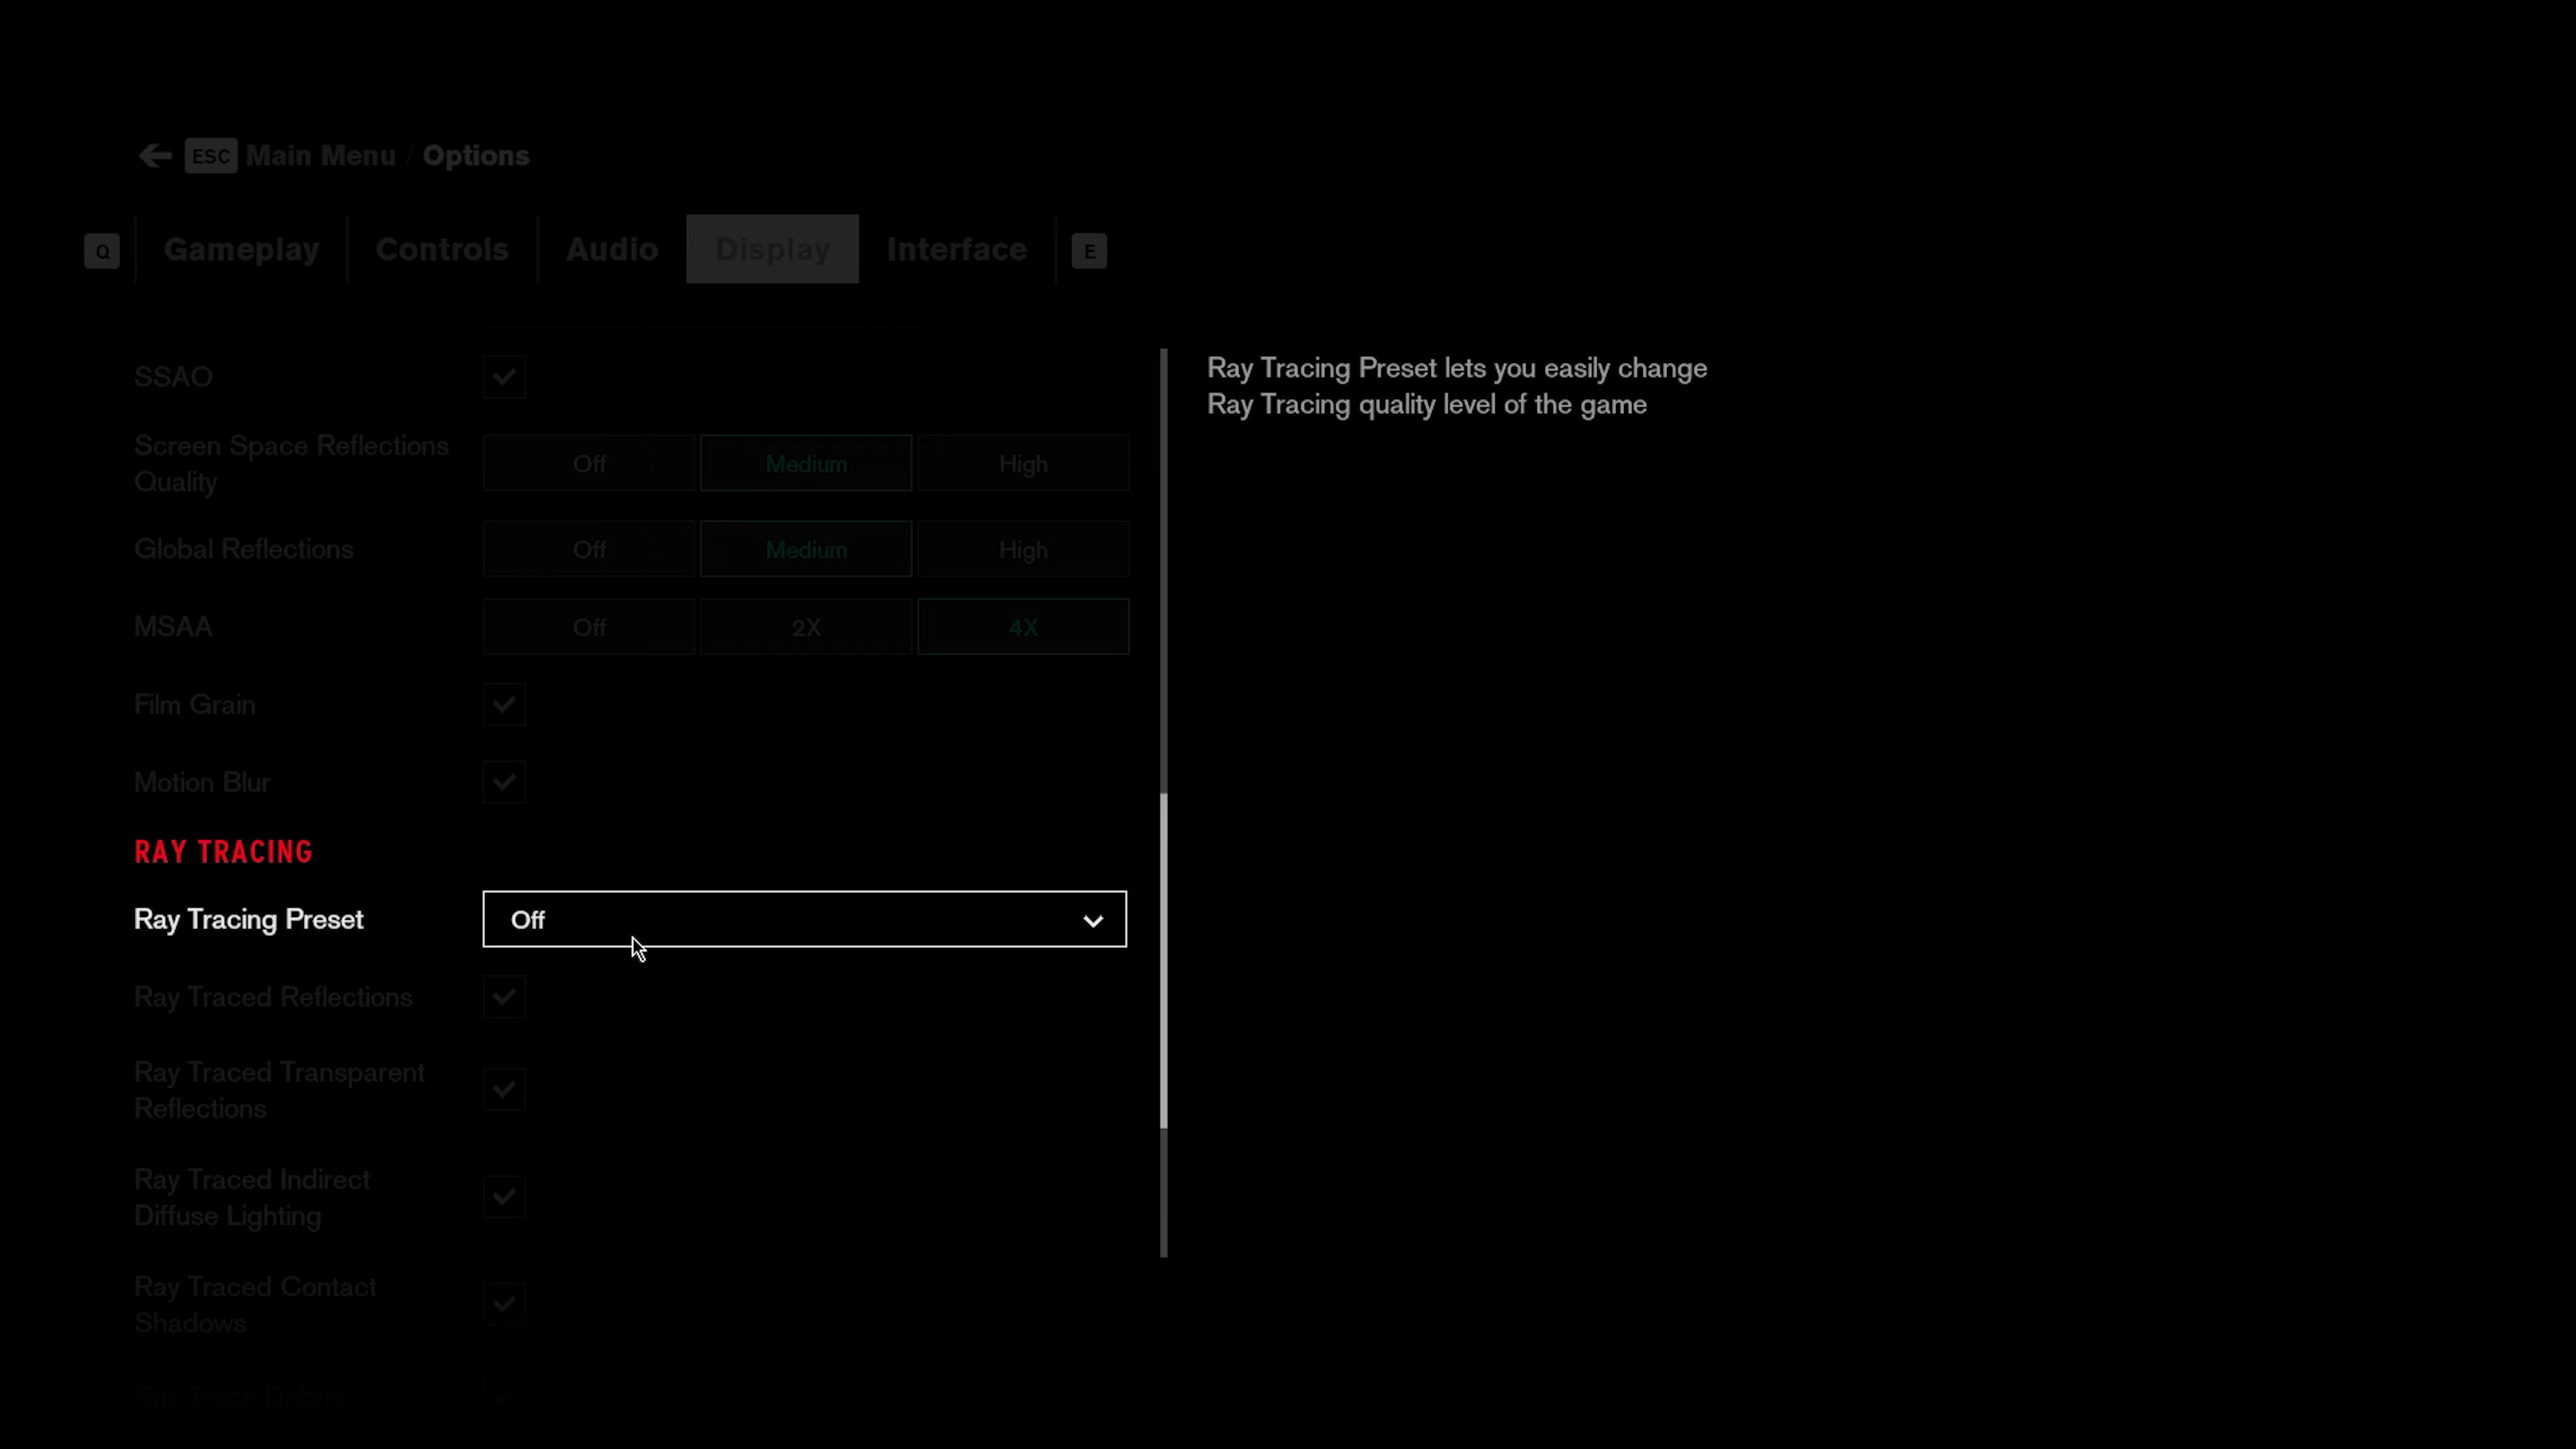 ESC Main Menu / Options
Q Gameplay Controls Audio Display Interface E
SSAO
Screen Space Reflections
Quality
Off Medium High
Global Reflections Off Medium High
MSAA Off 2X 4X
Film Grain
Motion Blur
RAY TRACING
Ray Tracing Preset Off
Ray Traced Reflections
Ray Traced Transparent
Reflections
Ray Traced Indirect
Diffuse Lighting
Ray Traced Contact
Shadows
Ray Trace Debris
Ray Tracing Preset lets you easily change
Ray Tracing quality level of the game